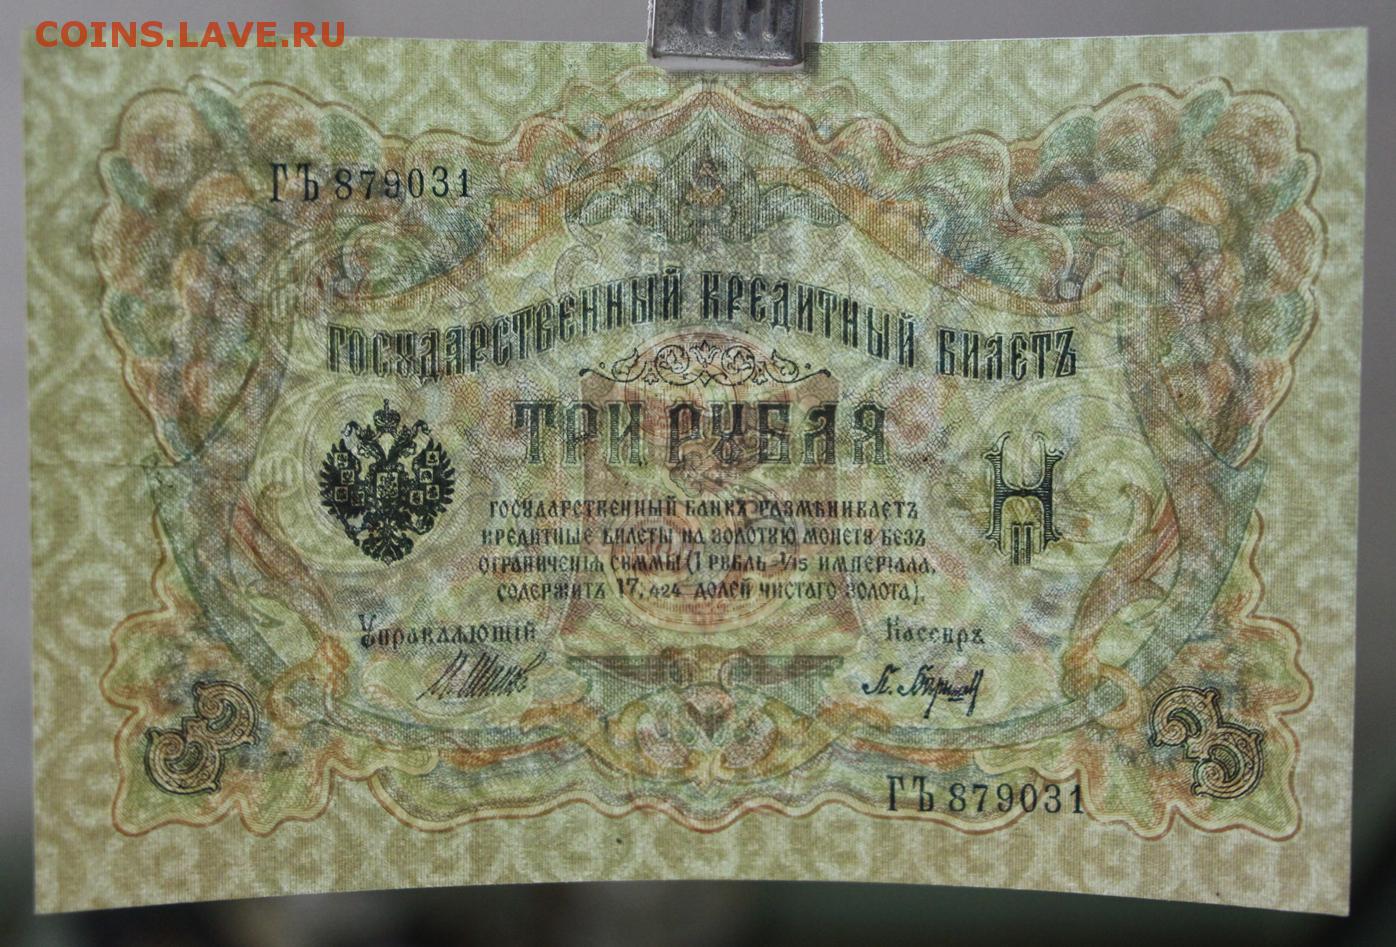 COINS.LAVE.RU
ГЪ 879031
ГОСУДАРСТВЕННЫЙ КРЕДИТНЫЙ БИЛЕТЪ
ТРИ РУБЛЯ
ГОСУДАРСТВЕННЫЙ БАНКЪ РАЗМѢНИВАЕТЪ
КРЕДИТНЫЕ БИЛЕТЫ НА ЗОЛОТУЮ МОНЕТУ БЕЗЪ
ОГРАНИЧЕНІЯ СУММЫ (1 РУБЛЬ = 1/15 ИМПЕРІАЛА,
СОДЕРЖИТЪ 17,424 ДОЛЕЙ ЧИСТАГО ЗОЛОТА).
Управляющій Кассиръ
3 3
ГЪ 879031